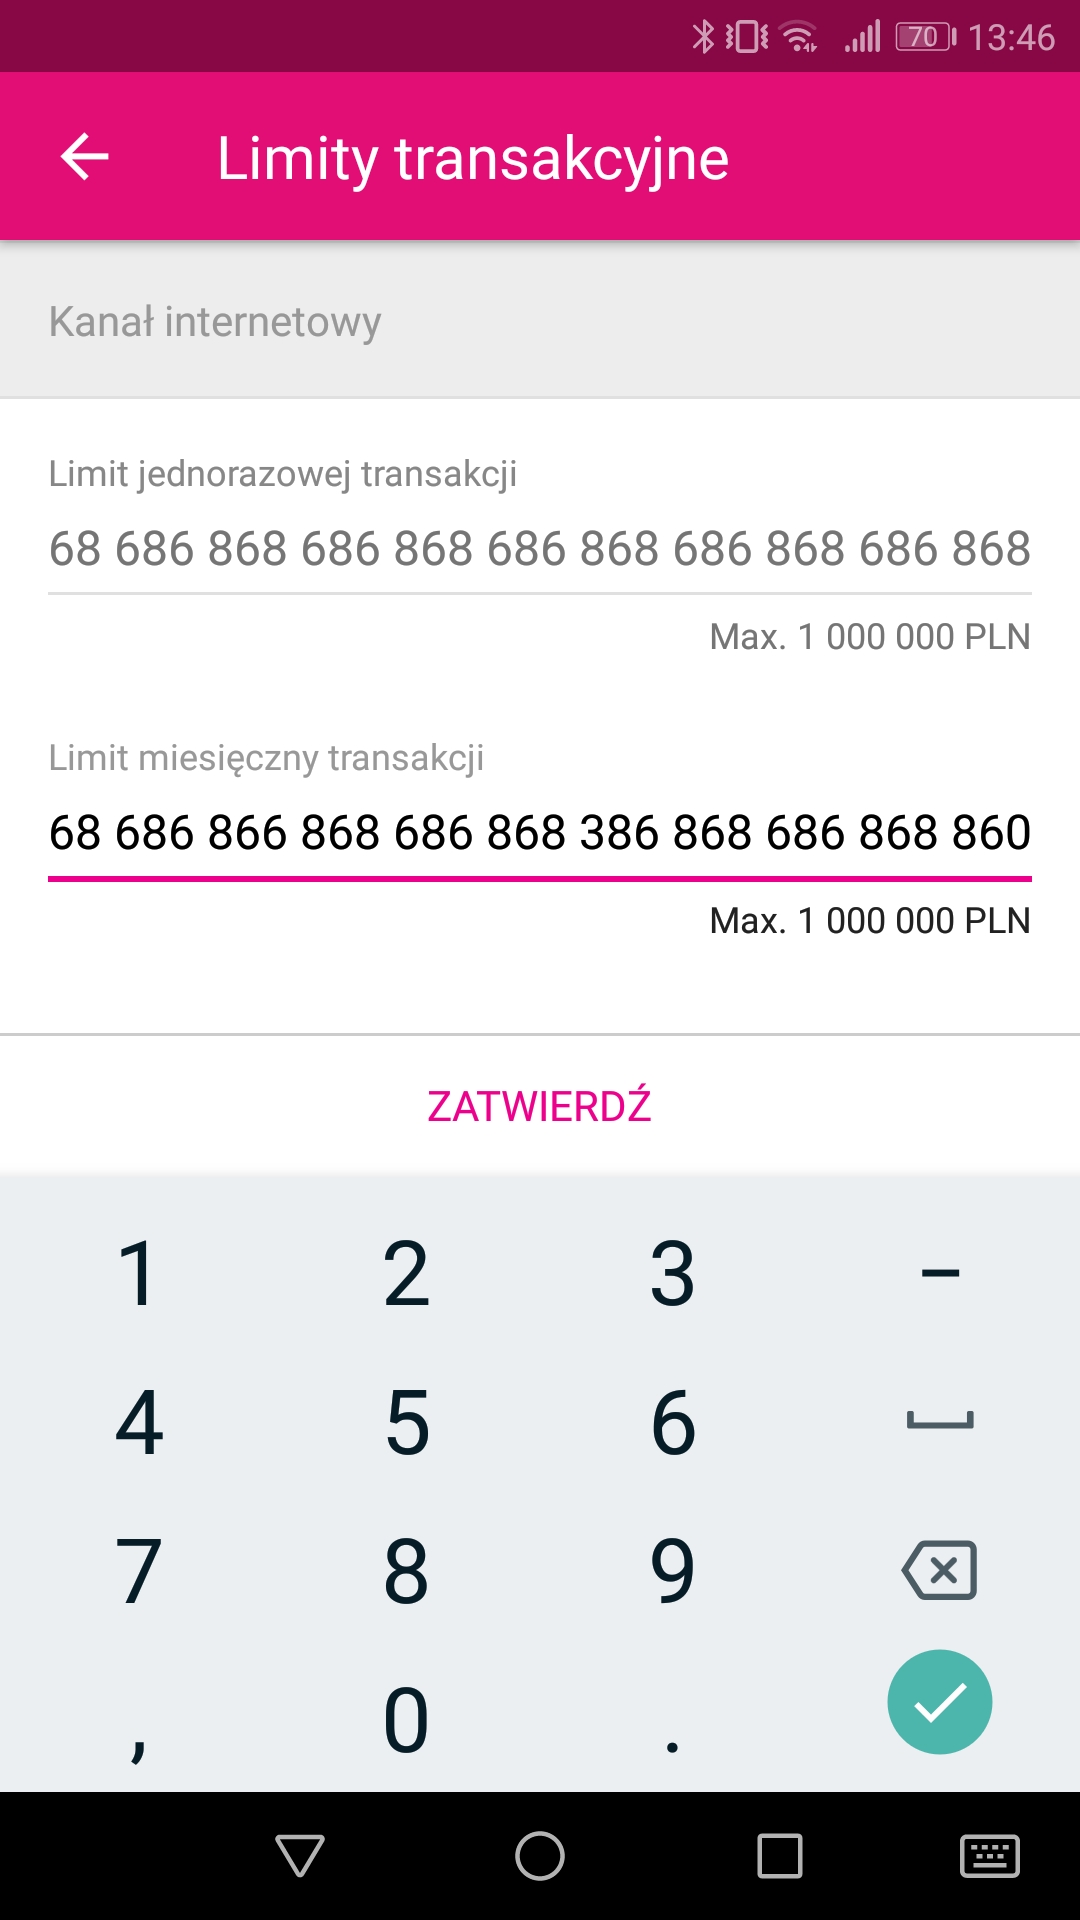 70 13:46
Limity transakcyjne
Kanał internetowy
Limit jednorazowej transakcji
68 686 868 686 868 686 868 686 868 686 868
Max. 1 000 000 PLN
Limit miesięczny transakcji
68 686 866 868 686 868 386 868 686 868 860
Max. 1 000 000 PLN
ZATWIERDŹ
1 2 3 –
4 5 6
7 8 9
, 0 .